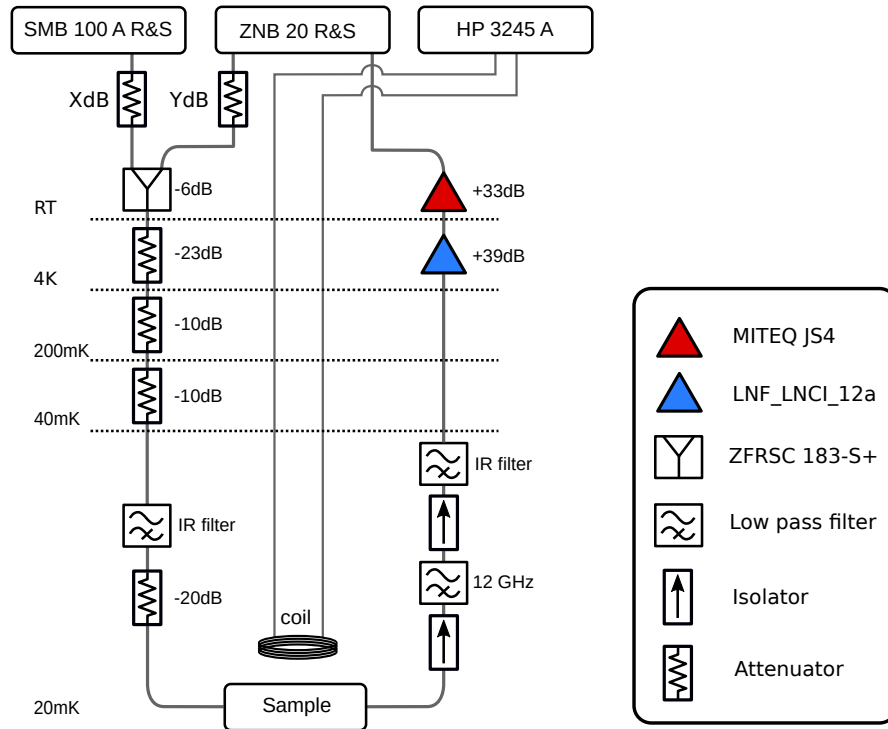 SMB 100 A R&S
ZNB 20 R&S
HP 3245 A
XdB
YdB
-6dB
+33dB
RT
-23dB
+39dB
4K
-10dB
200mK
-10dB
40mK
IR filter
IR filter
12 GHz
-20dB
coil
Sample
20mK
MITEQ JS4
LNF_LNCI_12a
ZFRSC 183-S+
Low pass filter
Isolator
Attenuator